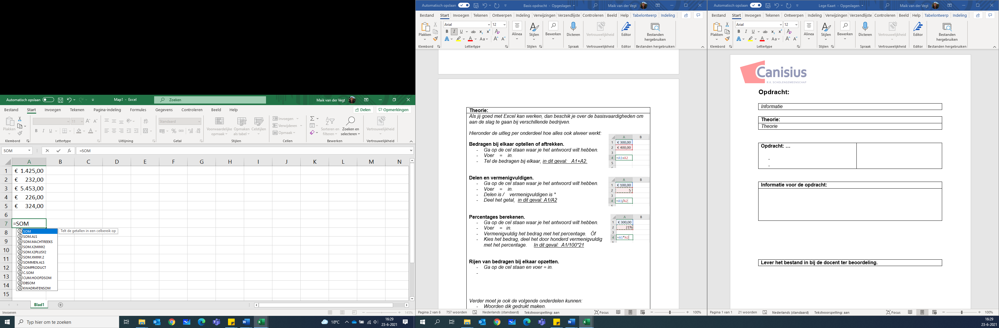 Automatisch opslaan
Map1 - Excel
Zoeken
Maik van der Vegt
Bestand Start Invoegen Tekenen Pagina-indeling Formules Gegevens Controleren Beeld Help Delen Opmerkingen
Plakken
Klembord
11
B I U
Lettertype
Uitlijning
Standaard
% 000
Getal
Voorwaardelijke opmaak
Opmaken als tabel
Celstijlen
Stijlen
Invoegen
Verwijderen
Opmaak
Cellen
Sorteren en filteren
Zoeken en selecteren
Bewerken
Vertrouwelijkheid
Vertrouwelijkheid
SOM
fx
=SOM
A B C D E F G H I J K L M N
1 € 1.425,00
2 € 232,00
3 € 5.453,00
4 € 226,00
5 € 324,00
6
7 =SOM
8
9
10
11
12
13
14
15
SOM
Telt de getallen in een celbereik op
SOM.ALS
SOM.MACHTREEKS
SOM.X2MINY2
SOM.X2PLUSY2
SOM.XMINY.2
SOMMEN.ALS
SOMPRODUCT
C.SOM
CUM.HOOFDSOM
DBSOM
KWADRATENSOM
Blad1
Invoeren
145%
Typ hier om te zoeken
18°C
16:29
23-6-2021
Automatisch opslaan
Basis opdracht - Opgeslagen
Maik van der Vegt
Bestand Start Invoegen Tekenen Ontwerpen Indeling Verwijzingen Verzendlijste Controleren Beeld Help Tabelontwerp Indeling
Plakken
Klembord
Arial 12
B I U ab x₂ x²
A Aa A A
Lettertype
Alinea
Stijlen
Stijlen
Bewerken
Dicteren
Spraak
Vertrouwelijkheid
Vertrouwelijkheid
Editor
Editor
Bestanden hergebruiken
Bestanden hergebruiken
Theorie:
Als jij goed met Excel kan werken, dan beschik je over de basisvaardigheden om
aan de slag te gaan bij verschillende bedrijven.
Hieronder de uitleg per onderdeel hoe alles ook alweer werkt:
Bedragen bij elkaar optellen of aftrekken.
- Ga op de cel staan waar je het antwoord wilt hebben.
- Voer = in.
- Tel de bedragen bij elkaar, in dit geval: A1+A2.
A B
1 € 300,00
2 € 400,00
3
4 =A1+A2
5
Delen en vermenigvuldigen.
- Ga op de cel staan waar je het antwoord wilt hebben.
- Voer = in.
- Delen is / vermenigvuldigen is *
- Deel het getal, in dit geval: A1/A2
A B
1 € 100,00
2 5
3
4 =A1/A2
Percentages berekenen.
- Ga op de cel staan waar je het antwoord wilt hebben.
- Voer = in.
- Vermenigvuldig het bedrag met het percentage. Óf
- Kies het bedrag, deel het door honderd vermenigvuldig
met het percentage. In dit geval: A1/100*21
A B
1 € 300,00
2 21%
3
4 =A1*A2
Rijen van bedragen bij elkaar opzetten.
- Ga op de cel staan en voer = in.
-
Verder moet je ook de volgende onderdelen kunnen:
- Woorden dik gedrukt maken.
Pagina 2 van 6 757 woorden Nederlands (standaard) Tekstvoorspelling: aan Focus 100%
Automatisch opslaan
Lege Kaart - Opgeslagen
Maik van der Vegt
Bestand Start Invoegen Tekenen Ontwerpen Indeling Verwijzingen Verzendlijste Controleren Beeld Help Tabelontwerp Indeling
Plakken
Klembord
Arial 12
B I U ab x₂ x²
A Aa A A
Lettertype
Alinea
Stijlen
Stijlen
Bewerken
Dicteren
Spraak
Vertrouwelijkheid
Vertrouwelijkheid
Editor
Editor
Bestanden hergebruiken
Bestanden hergebruiken
Canisius
R.K. SCHOLENGEMEENSCHAP
Opdracht:
Informatie
Theorie:
Theorie
Opdracht: ...
-
-
Informatie voor de opdracht:
Lever het bestand in bij de docent ter beoordeling.
Pagina 1 van 1 21 woorden Nederlands (standaard) Tekstvoorspelling: aan Focus 100%
16:29
23-6-2021